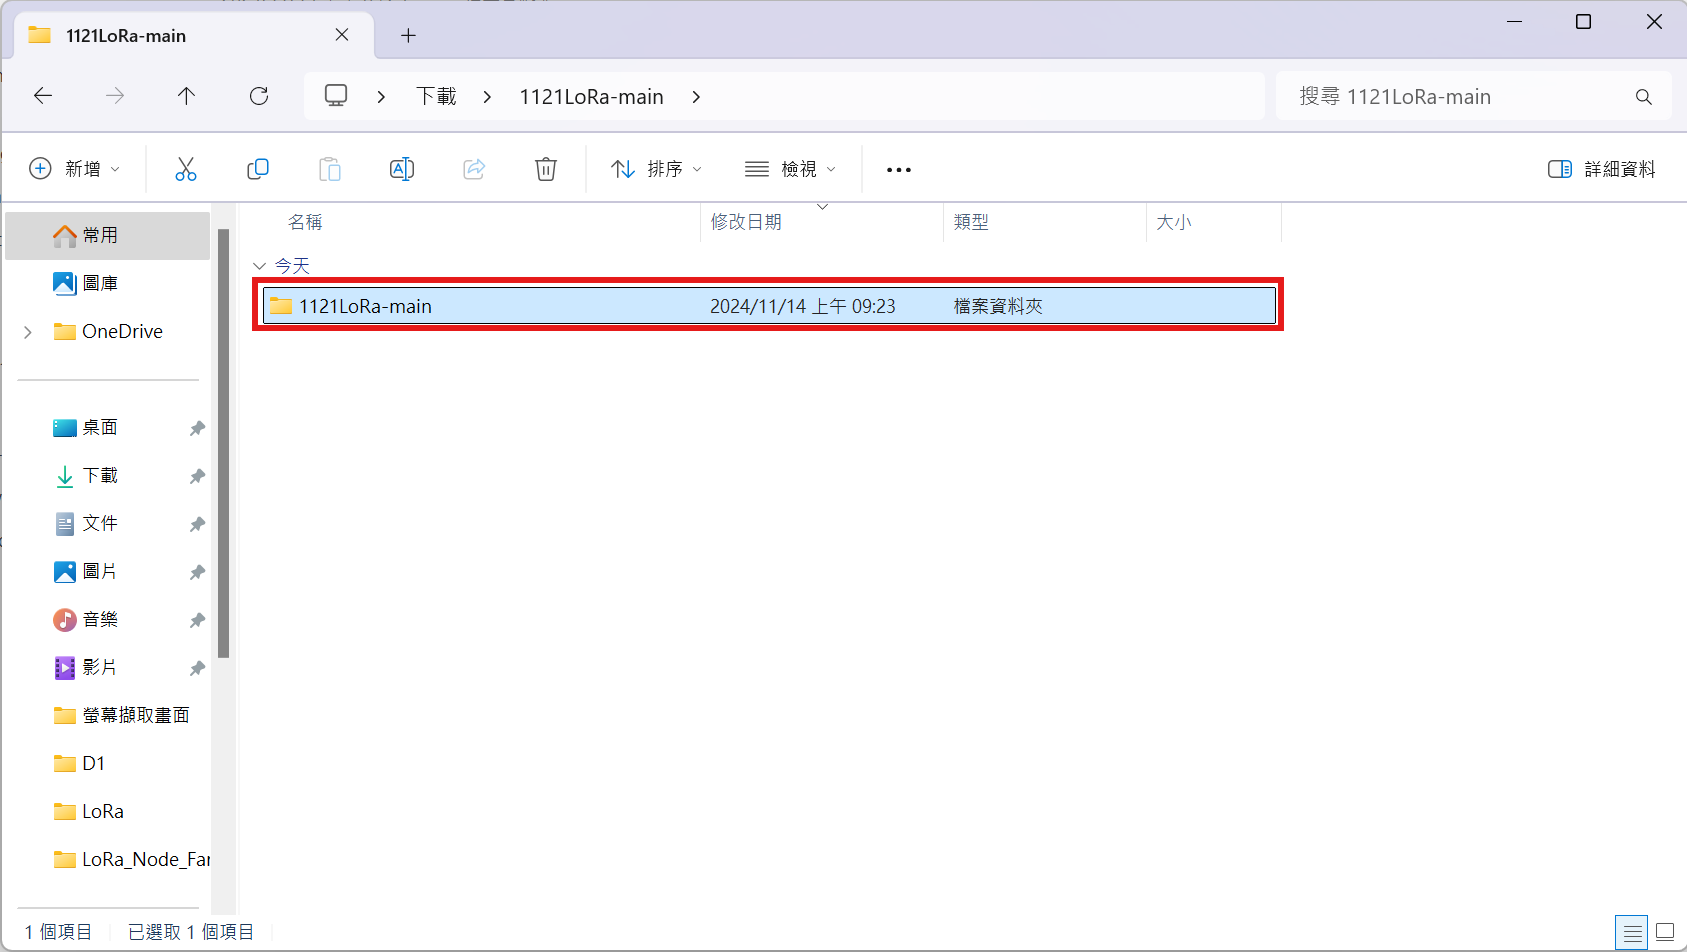 1121LoRa-main
下載
1121LoRa-main
搜尋 1121LoRa-main
新增
排序
檢視
詳細資料
名稱
修改日期
類型
大小
今天
1121LoRa-main
2024/11/14 上午 09:23
檔案資料夾
常用
圖庫
OneDrive
桌面
下載
文件
圖片
音樂
影片
螢幕擷取畫面
D1
LoRa
LoRa_Node_Far
1 個項目
已選取 1 個項目